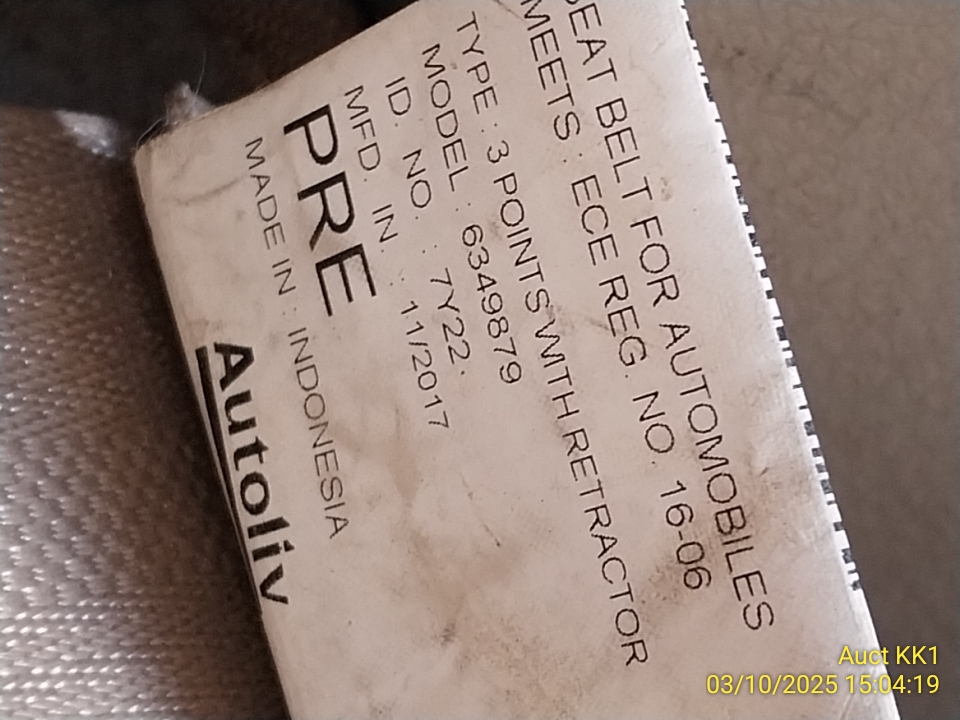 SEAT BELT FOR AUTOMOBILES
MEETS : ECE REG. NO. 16-06
TYPE : 3 POINTS WITH RETRACTOR
MODEL : 6349879
ID. NO. : 7Y22.
MFD. IN. : 11/2017
PRE
MADE IN : INDONESIA
Autoliv
Auct KK1
03/10/2025 15:04:19